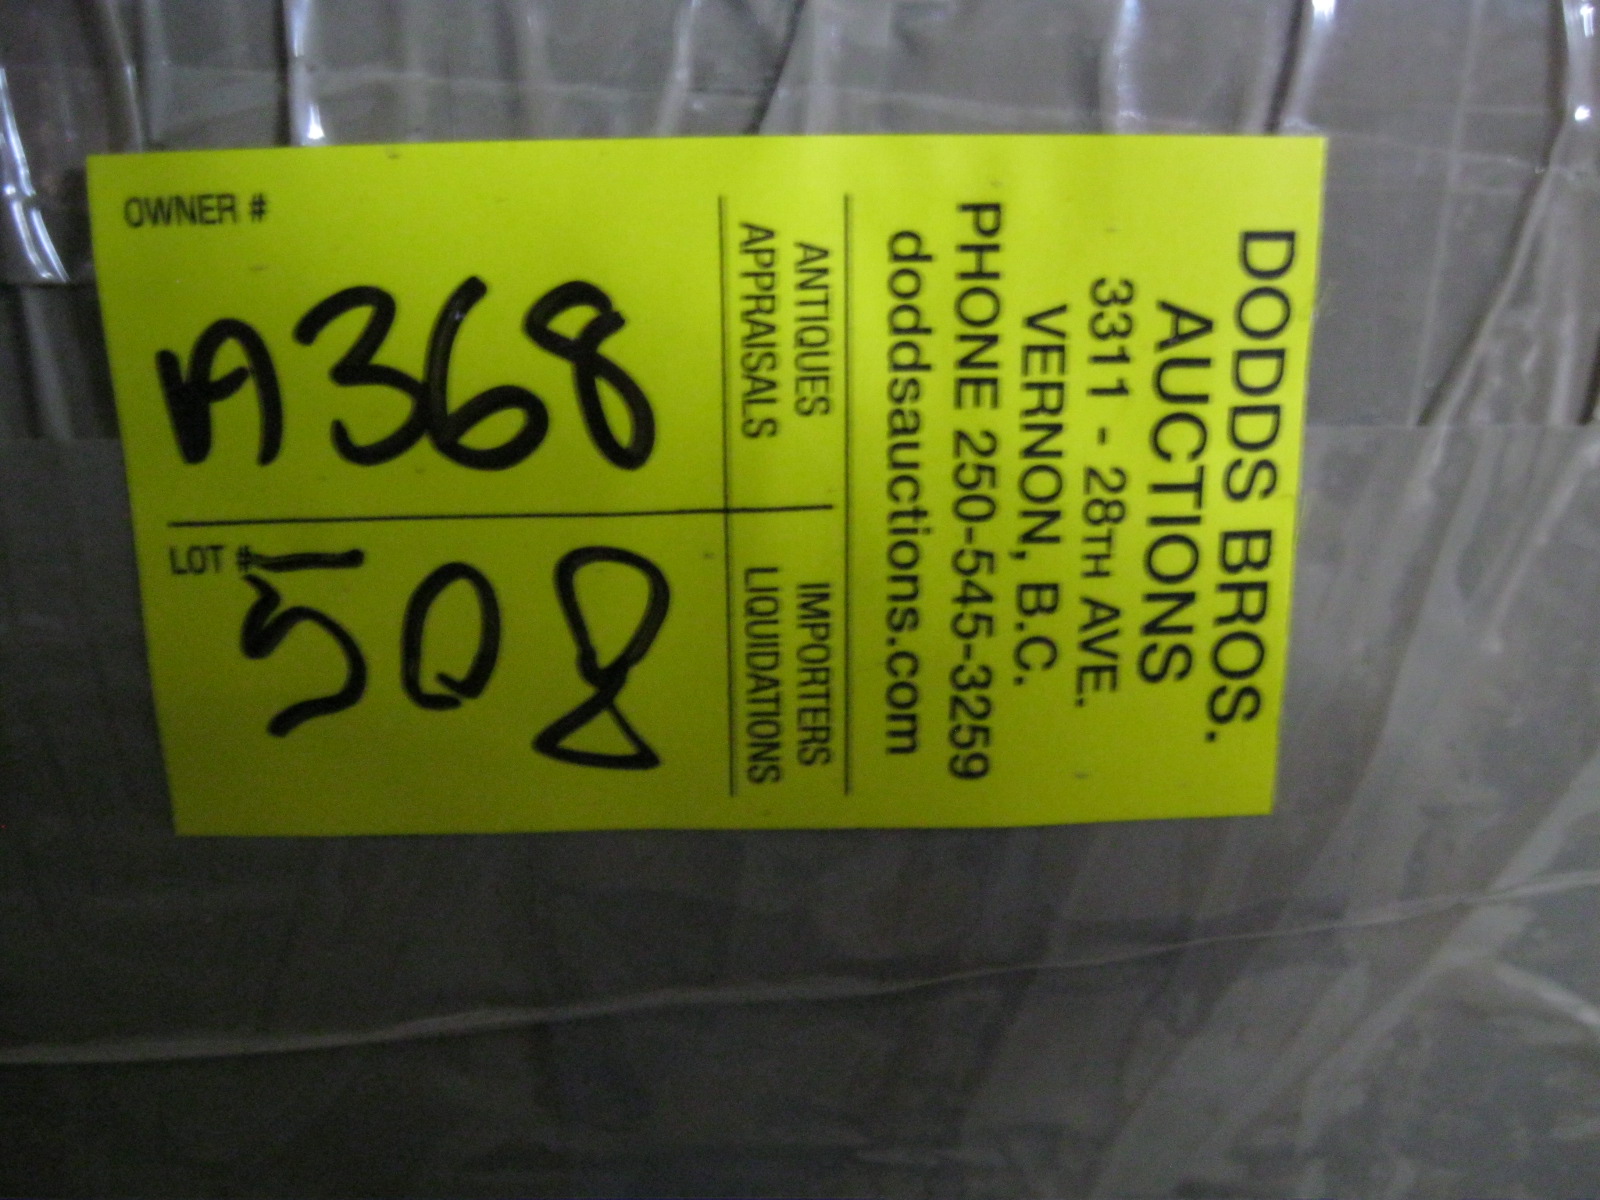 DODDS BROS.
AUCTIONS
3311 - 28TH AVE.
VERNON, B.C.
PHONE 250-545-3259
doddsauctions.com
ANTIQUES IMPORTERS
APPRAISALS LIQUIDATIONS
OWNER #
A368
LOT #
508